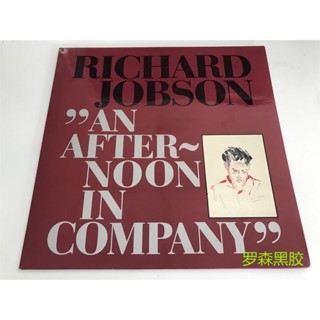 RICHARD
JOBSON
”AN
AFTER~
NOON
IN
COMPANY”
罗森黑胶